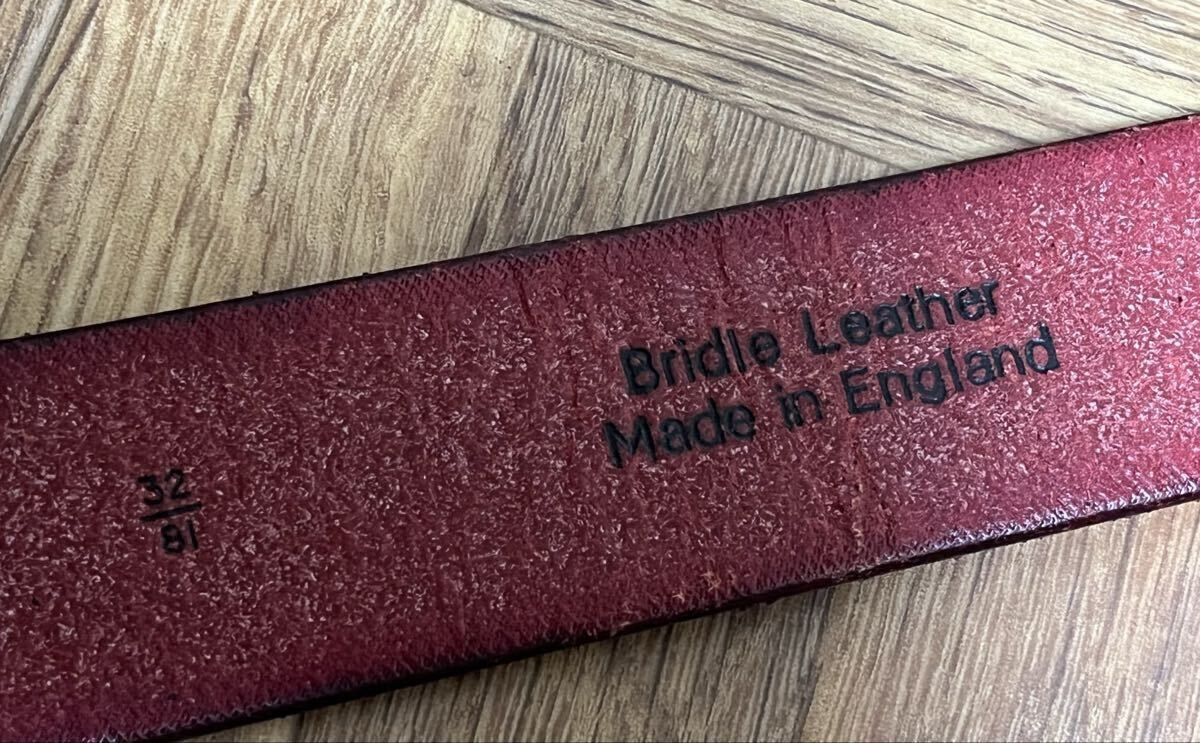 Bridle Leather
Made in England
32
81